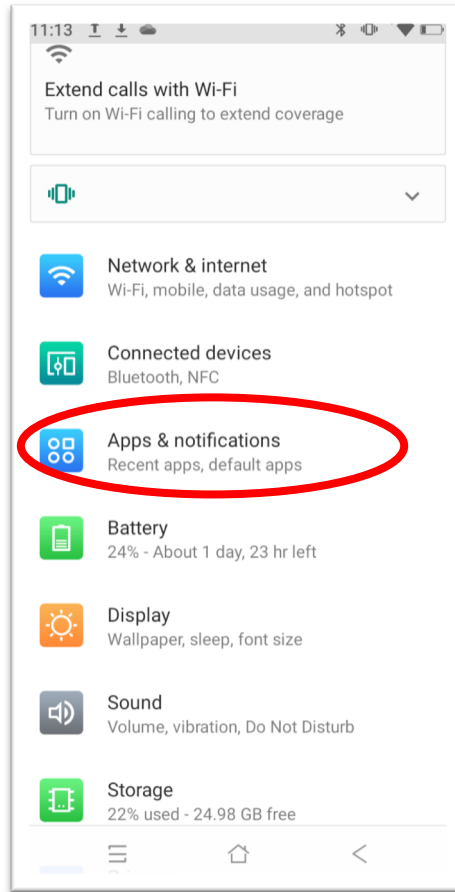 11:13
Extend calls with Wi-Fi
Turn on Wi-Fi calling to extend coverage
Network & internet
Wi-Fi, mobile, data usage, and hotspot
Connected devices
Bluetooth, NFC
Apps & notifications
Recent apps, default apps
Battery
24% - About 1 day, 23 hr left
Display
Wallpaper, sleep, font size
Sound
Volume, vibration, Do Not Disturb
Storage
22% used - 24.98 GB free